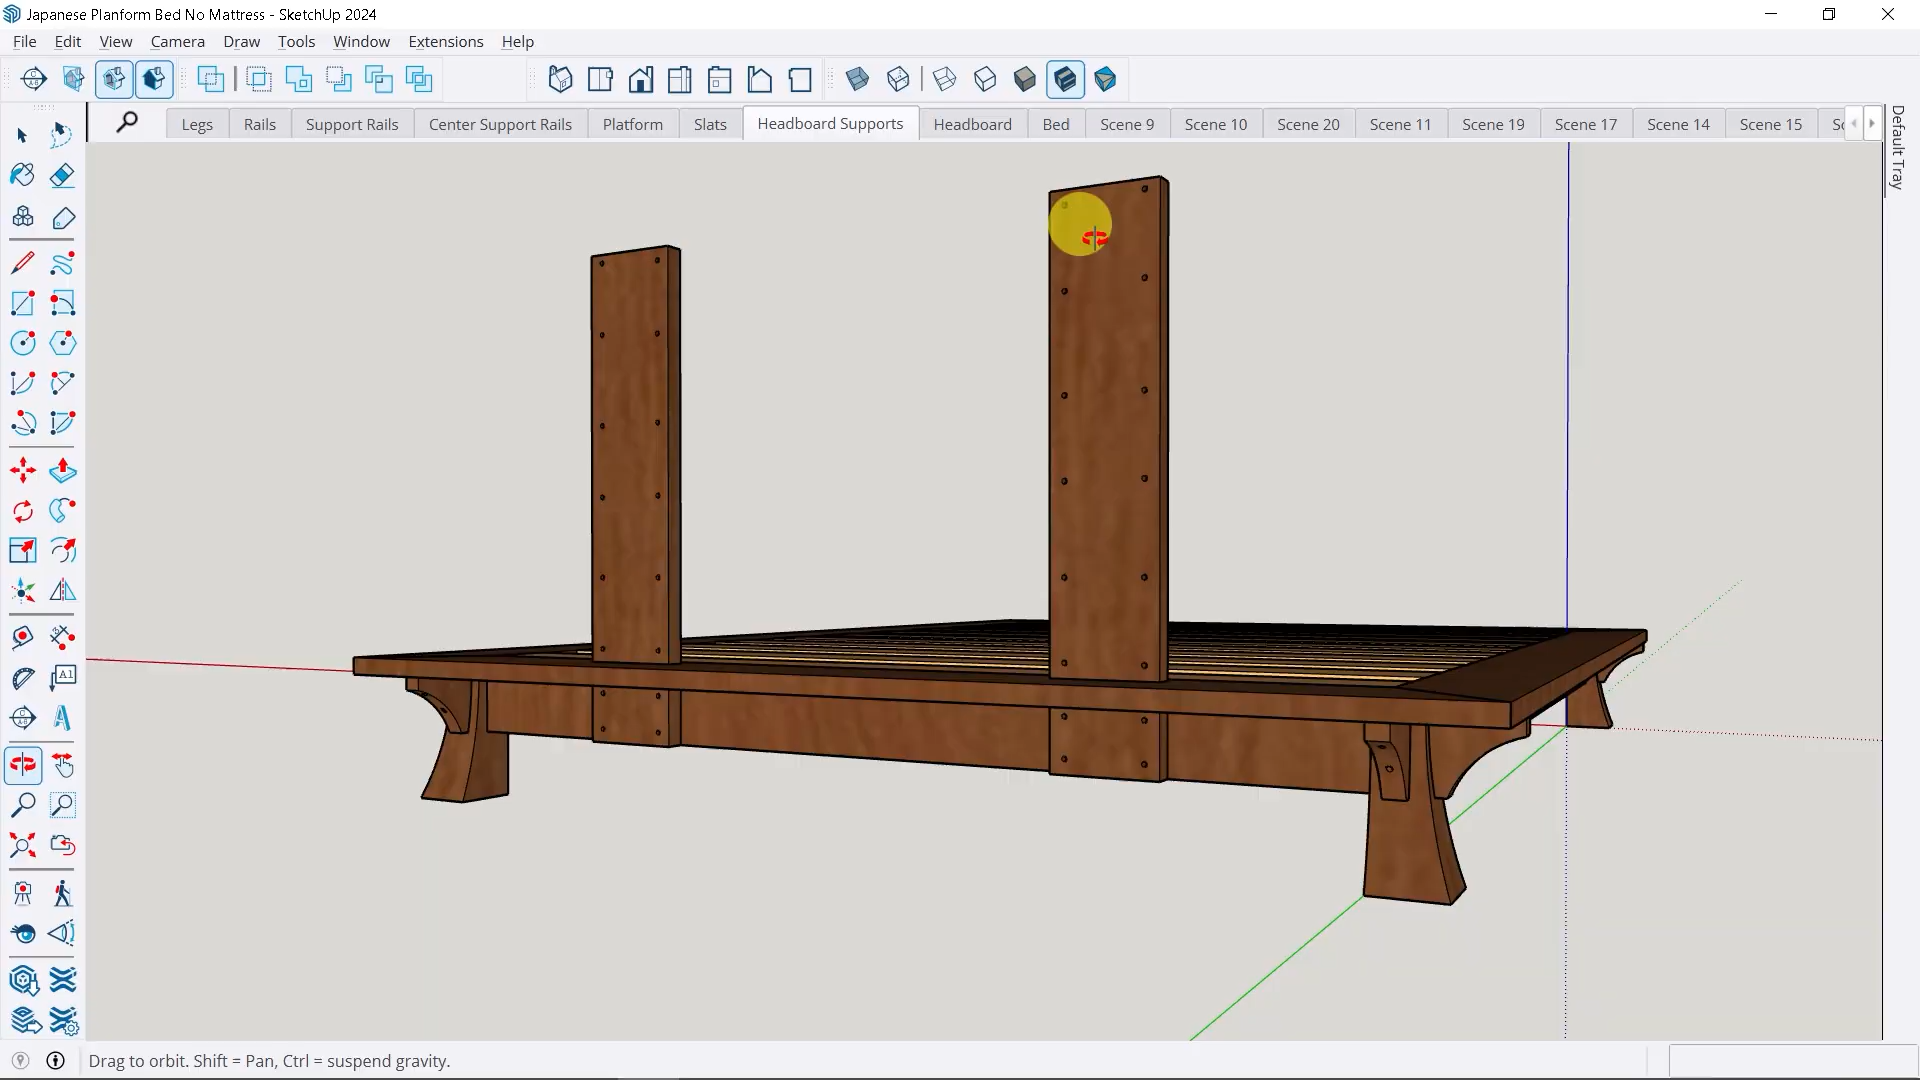 Japanese Planform Bed No Mattress - SketchUp 2024
File Edit View Camera Draw Tools Window Extensions Help
Legs Rails Support Rails Center Support Rails Platform Slats Headboard Supports Headboard Bed Scene 9 Scene 10 Scene 20 Scene 11 Scene 19 Scene 17 Scene 14 Scene 15
Default Tray
A1
Drag to orbit. Shift = Pan, Ctrl = suspend gravity.